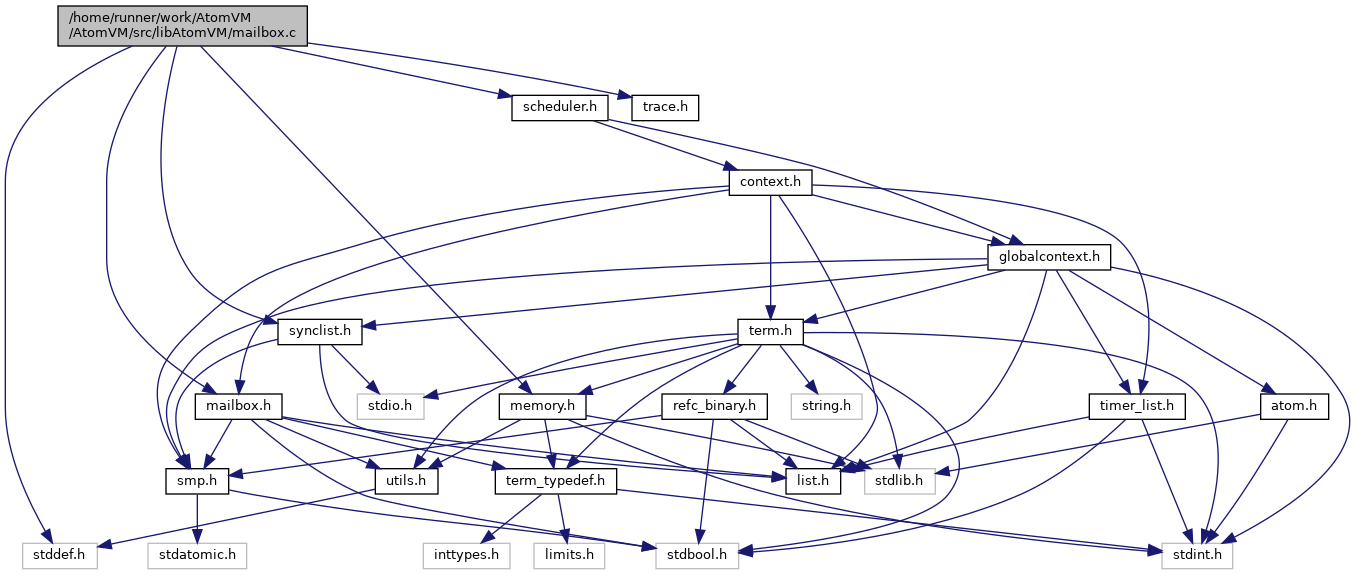 /home/runner/work/AtomVM
/AtomVM/src/libAtomVM/mailbox.c
scheduler.h
trace.h
context.h
globalcontext.h
synclist.h
term.h
mailbox.h
stdio.h
memory.h
refc_binary.h
string.h
timer_list.h
atom.h
smp.h
utils.h
term_typedef.h
list.h
stdlib.h
stddef.h
stdatomic.h
inttypes.h
limits.h
stdbool.h
stdint.h